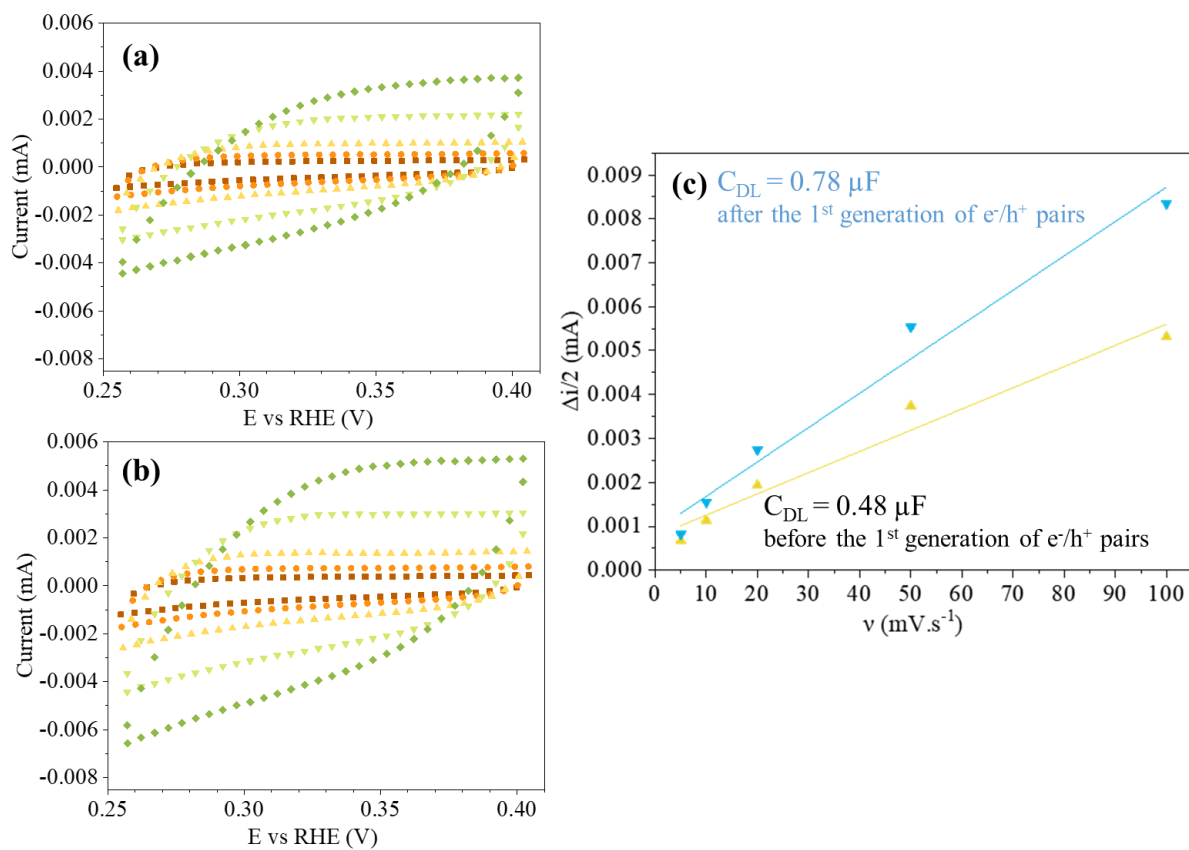 (a)
0.006
0.004
0.002
0.000
-0.002
-0.004
-0.006
-0.008
Current (mA)
0.25 0.30 0.35 0.40
E vs RHE (V)
(b)
0.006
0.004
0.002
0.000
-0.002
-0.004
-0.006
-0.008
Current (mA)
0.25 0.30 0.35 0.40
E vs RHE (V)
(c)
C_DL = 0.78 µF
after the 1st generation of e⁻/h⁺ pairs
C_DL = 0.48 µF
before the 1st generation of e⁻/h⁺ pairs
0.009
0.008
0.007
0.006
0.005
0.004
0.003
0.002
0.001
0.000
Δi/2 (mA)
10 20 30 40 50 60 70 80 90 100
ν (mV.s⁻¹)